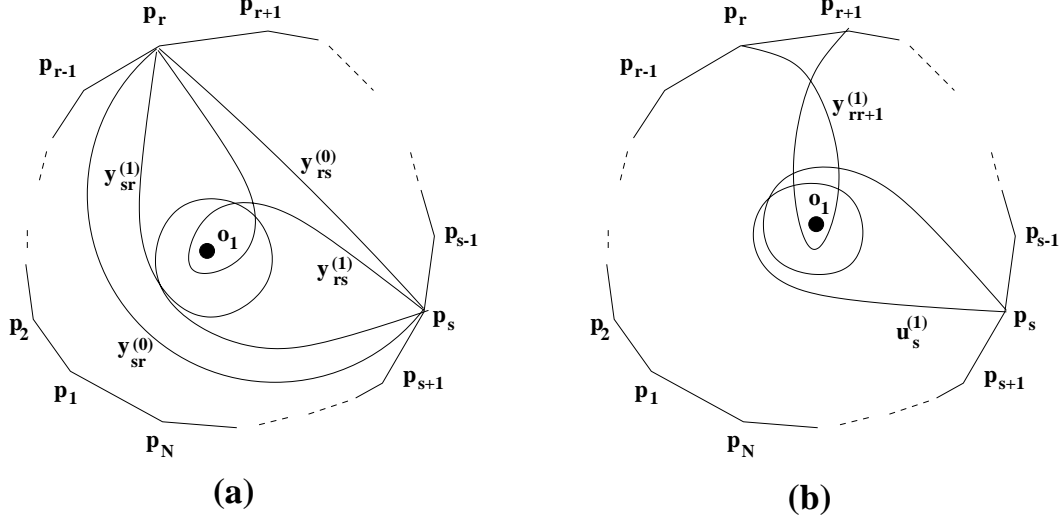 p_r
p_{r+1}
p_{r-1}
y_{sr}^{(1)}
y_{rs}^{(0)}
o_1
y_{rs}^{(1)}
p_{s-1}
p_s
p_2
y_{sr}^{(0)}
p_{s+1}
p_1
p_N
(a)
p_r
p_{r+1}
p_{r-1}
y_{rr+1}^{(1)}
o_1
p_{s-1}
p_s
p_2
u_s^{(1)}
p_{s+1}
p_1
p_N
(b)